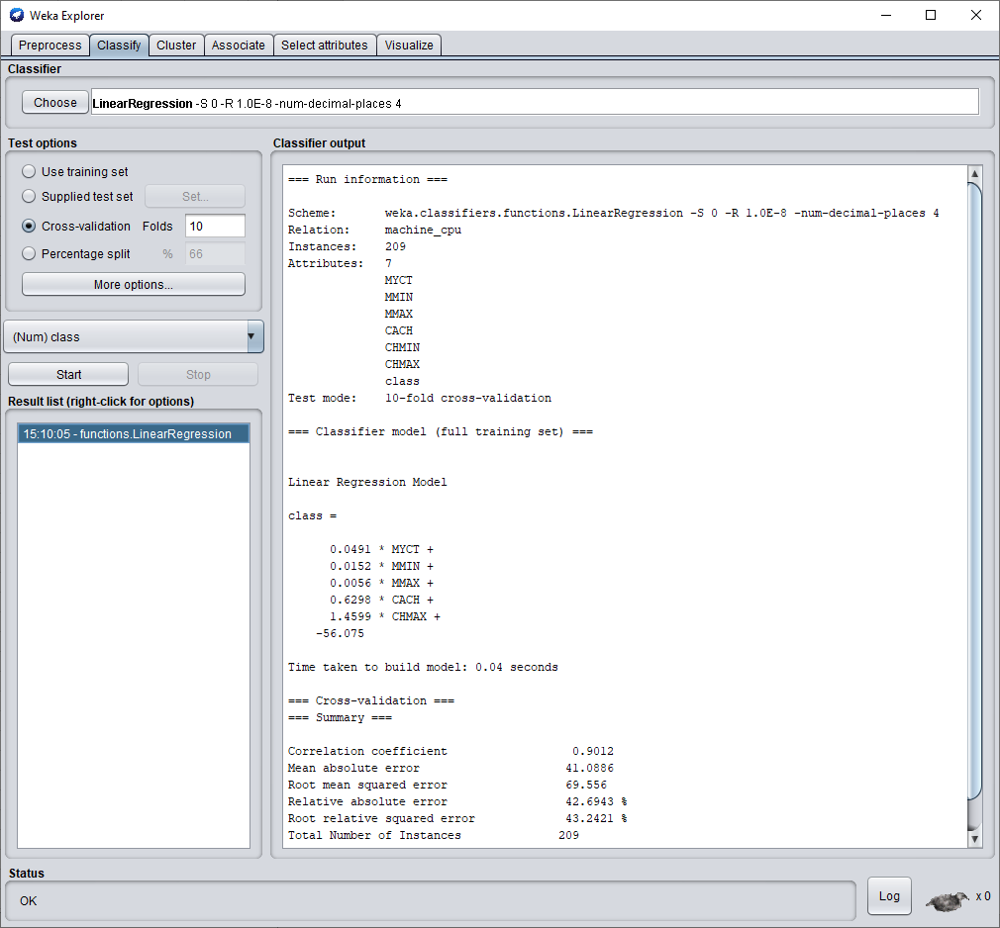 Weka Explorer
Preprocess Classify Cluster Associate Select attributes Visualize
Classifier
Choose LinearRegression -S 0 -R 1.0E-8 -num-decimal-places 4
Test options
Use training set
Supplied test set Set...
Cross-validation Folds 10
Percentage split % 66
More options...
(Num) class
Start Stop
Result list (right-click for options)
15:10:05 - functions.LinearRegression
Classifier output
=== Run information ===
Scheme: weka.classifiers.functions.LinearRegression -S 0 -R 1.0E-8 -num-decimal-places 4
Relation: machine_cpu
Instances: 209
Attributes: 7
MYCT
MMIN
MMAX
CACH
CHMIN
CHMAX
class
Test mode: 10-fold cross-validation
=== Classifier model (full training set) ===
Linear Regression Model
class =
0.0491 * MYCT +
0.0152 * MMIN +
0.0056 * MMAX +
0.6298 * CACH +
1.4599 * CHMAX +
-56.075
Time taken to build model: 0.04 seconds
=== Cross-validation ===
=== Summary ===
Correlation coefficient 0.9012
Mean absolute error 41.0886
Root mean squared error 69.556
Relative absolute error 42.6943 %
Root relative squared error 43.2421 %
Total Number of Instances 209
Status
OK
Log x 0